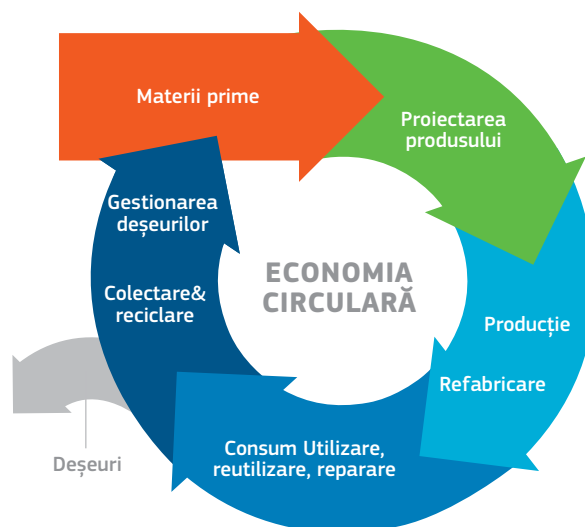 Materii prime
Proiectarea
produsului
Gestionarea
deșeurilor
ECONOMIA
CIRCULARĂ
Colectare&
reciclare
Producție
Refabricare
Consum Utilizare,
reutilizare, reparare
Deșeuri